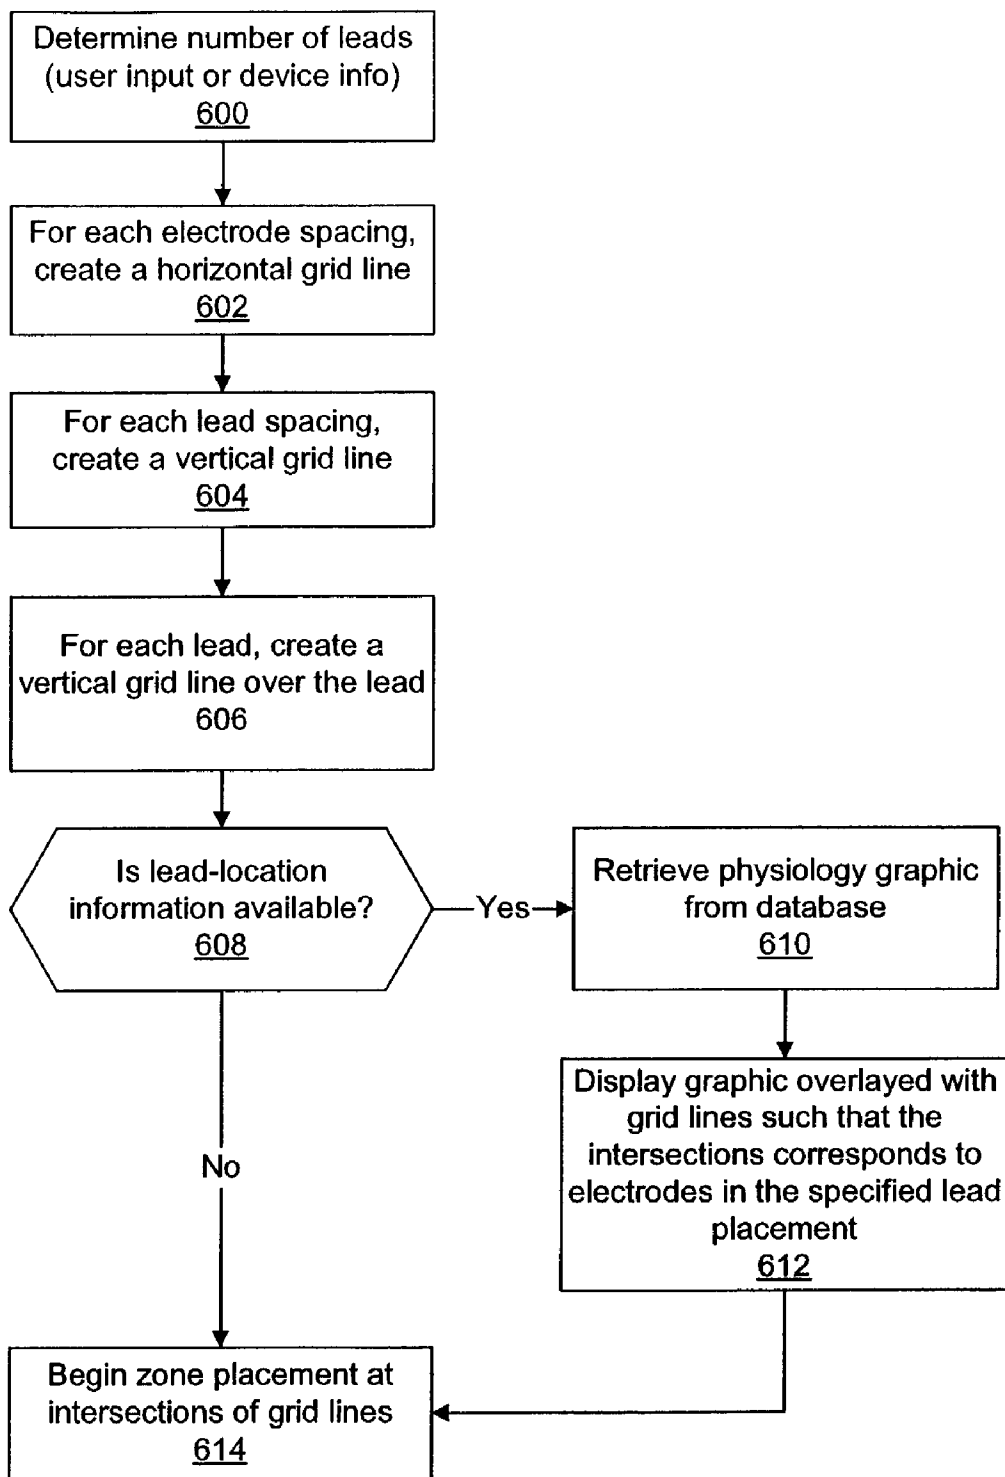 Determine number of leads
(user input or device info)
600
For each electrode spacing,
create a horizontal grid line
602
For each lead spacing,
create a vertical grid line
604
For each lead, create a
vertical grid line over the lead
606
Is lead-location
information available?
608
Yes
Retrieve physiology graphic
from database
610
Display graphic overlayed with
grid lines such that the
intersections corresponds to
electrodes in the specified lead
placement
612
No
Begin zone placement at
intersections of grid lines
614